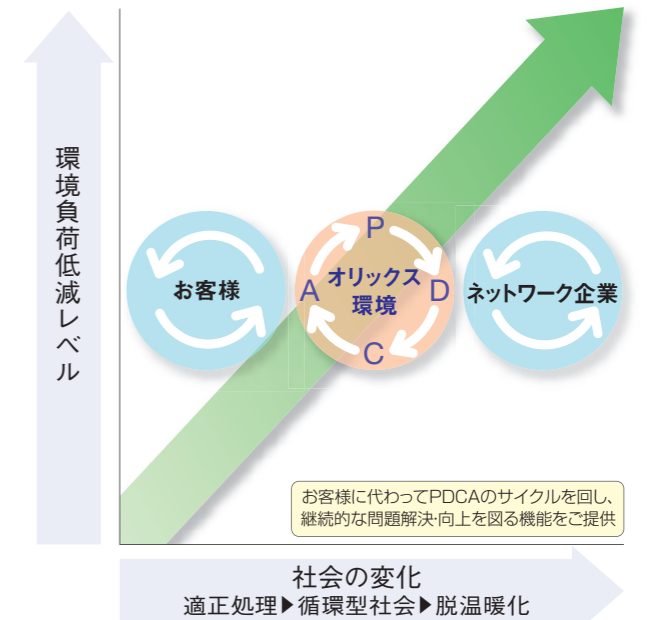 環境負荷低減レベル
お客様
P
オリックス
環境
A
D
C
ネットワーク企業
お客様に代わってPDCAのサイクルを回し、
継続的な問題解決・向上を図る機能をご提供
社会の変化
適正処理▶循環型社会▶脱温暖化